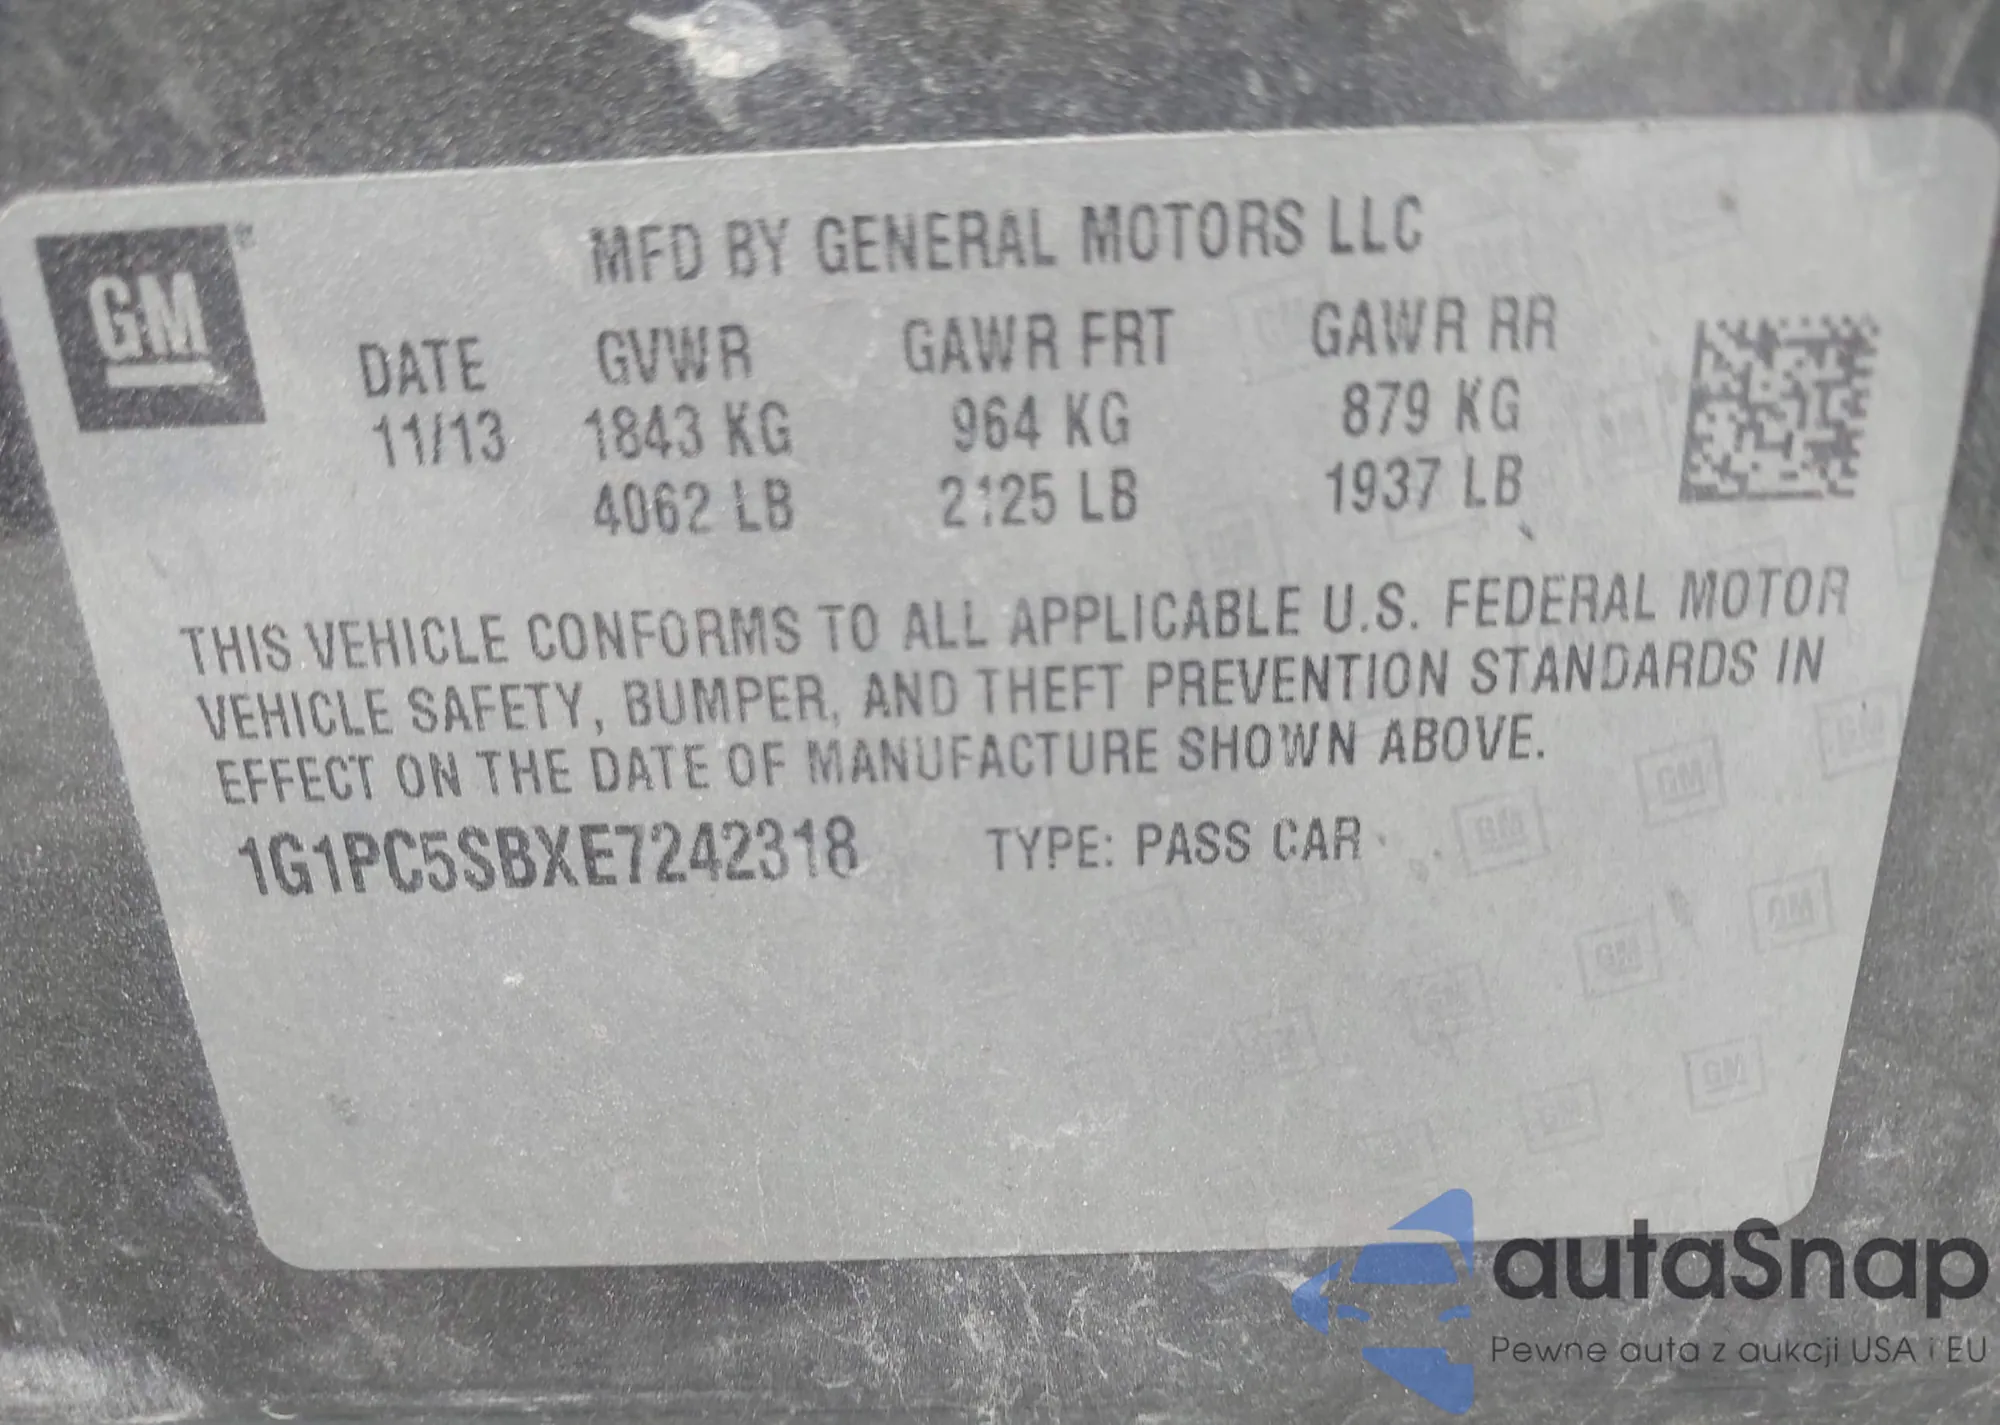 GM
MFD BY GENERAL MOTORS LLC
DATE GVWR GAWR FRT GAWR RR
11/13 1843 KG 964 KG 879 KG
4062 LB 2125 LB 1937 LB
THIS VEHICLE CONFORMS TO ALL APPLICABLE U.S. FEDERAL MOTOR
VEHICLE SAFETY, BUMPER, AND THEFT PREVENTION STANDARDS IN
EFFECT ON THE DATE OF MANUFACTURE SHOWN ABOVE.
1G1PC5SBXE7242318 TYPE: PASS CAR
autaSnap
Pewne auta z aukcji USA i EU